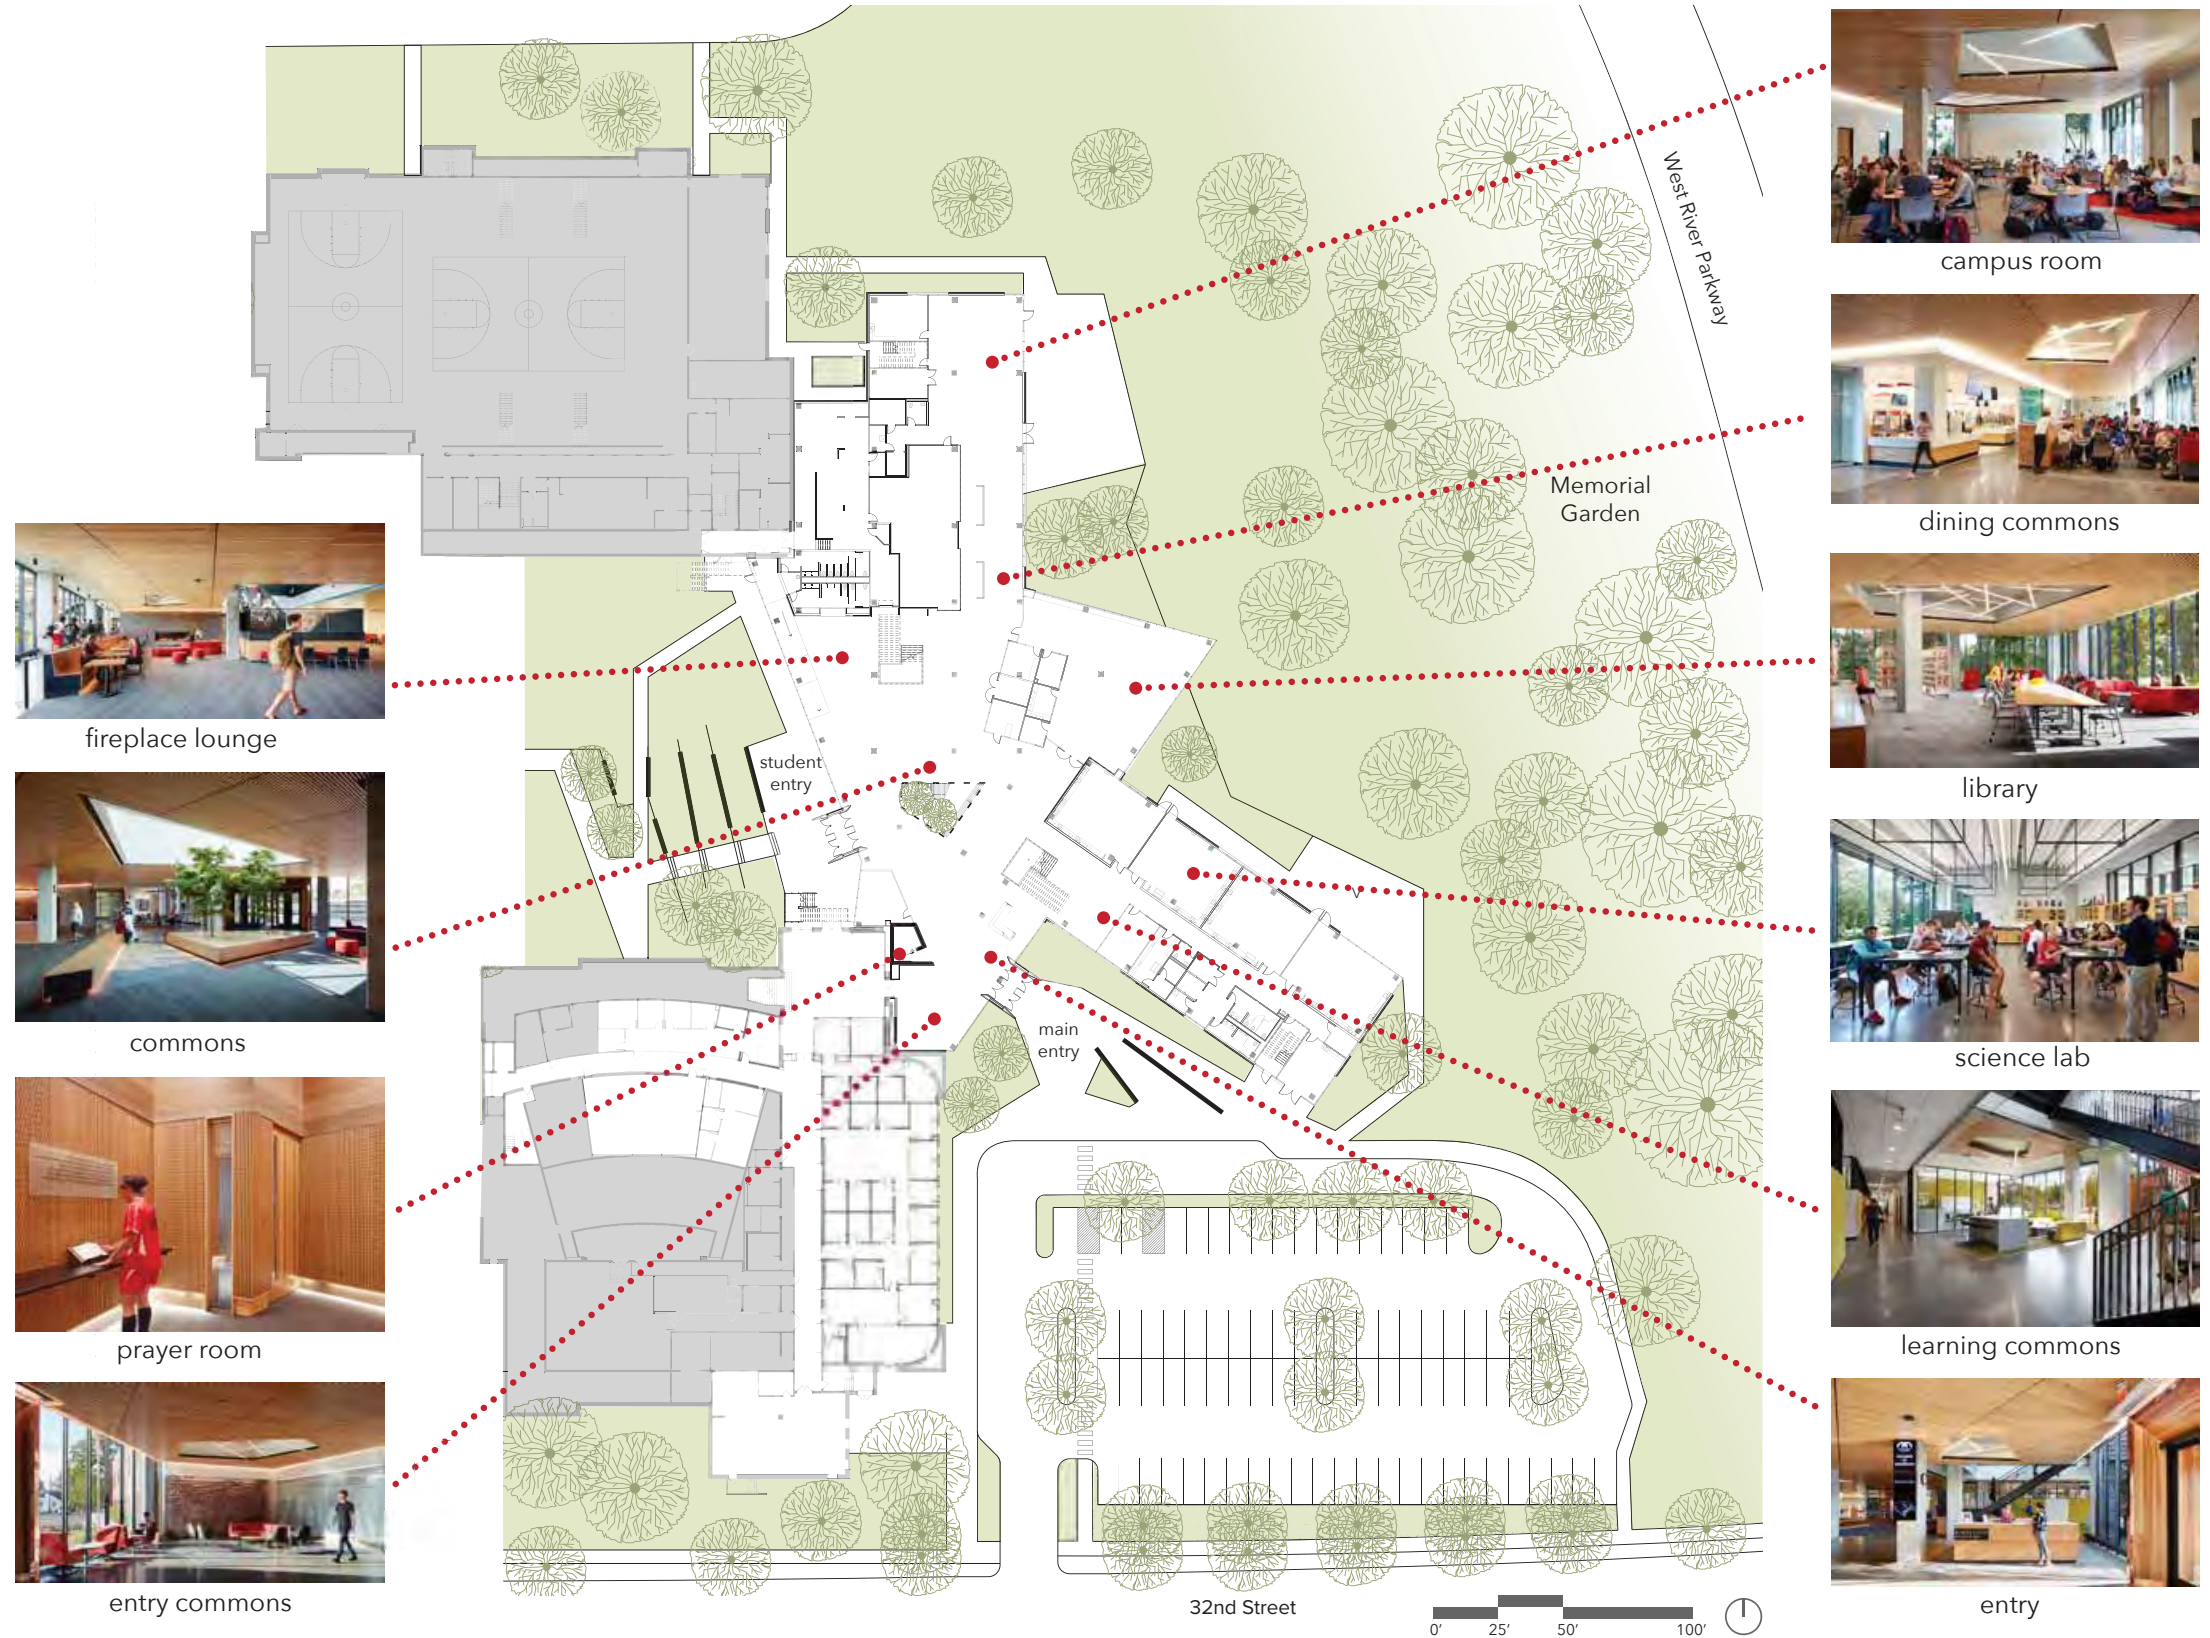 campus room
dining commons
library
science lab
learning commons
entry
fireplace lounge
commons
prayer room
entry commons
West River Parkway
Memorial
Garden
student
entry
main
entry
32nd Street
0'
25'
50'
100'